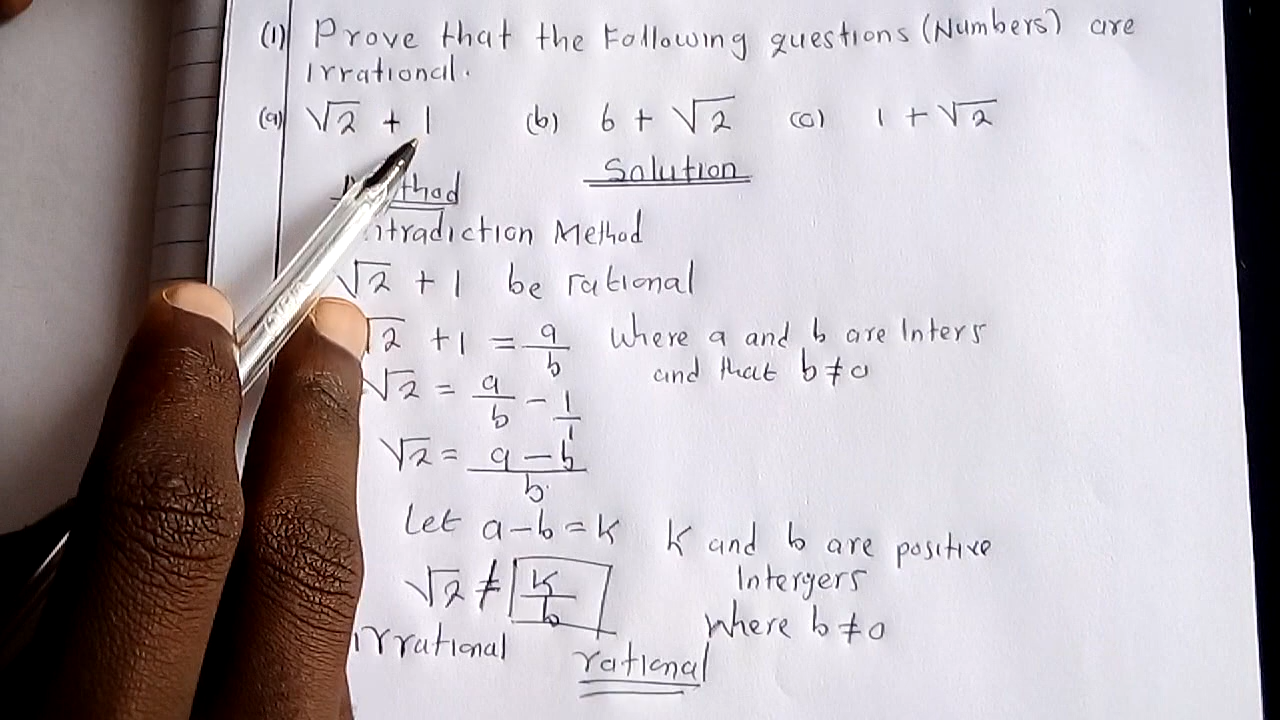 (1) Prove that the Following questions (Numbers) are
Irrational.
(a) √2 + 1 (b) 6 + √2 (c) 1 + √2
Solution
Method
Contradiction Method
√2 + 1 be rational
√2 + 1 = a/b where a and b are Inters
and that b ≠ 0
√2 = a/b - 1/1
√2 = a - b/b
Let a - b = K K and b are positive
Intergers
√2 ≠ K/b
where b ≠ 0
irrational rational